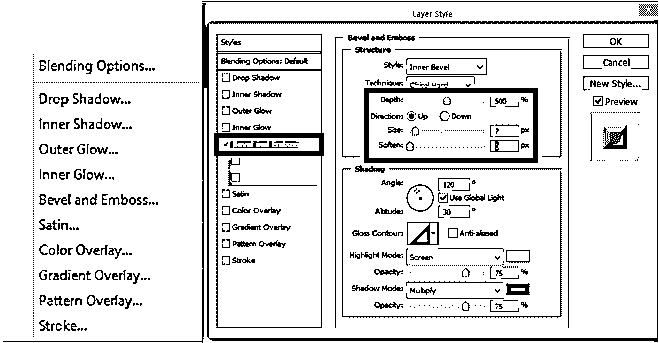 Blending Options...
Drop Shadow...
Inner Shadow...
Outer Glow...
Inner Glow...
Bevel and Emboss...
Satin...
Color Overlay...
Gradient Overlay...
Pattern Overlay...
Stroke...
Layer Style
Styles
Blending Options: Default
Drop Shadow
Inner Shadow
Outer Glow
Inner Glow
Satin
Color Overlay
Gradient Overlay
Pattern Overlay
Stroke
Bevel and Emboss
Structure
Style: Inner Bevel
Technique:
Depth: 500 %
Direction: Up Down
Size: 7 px
Soften: px
Shading
Angle: 120 °
Use Global Light
Altitude: 30 °
Gloss Contour: Anti-aliased
Highlight Mode: Screen
Opacity: 75 %
Shadow Mode: Multiply
Opacity: 75 %
OK
Cancel
New Style...
Preview